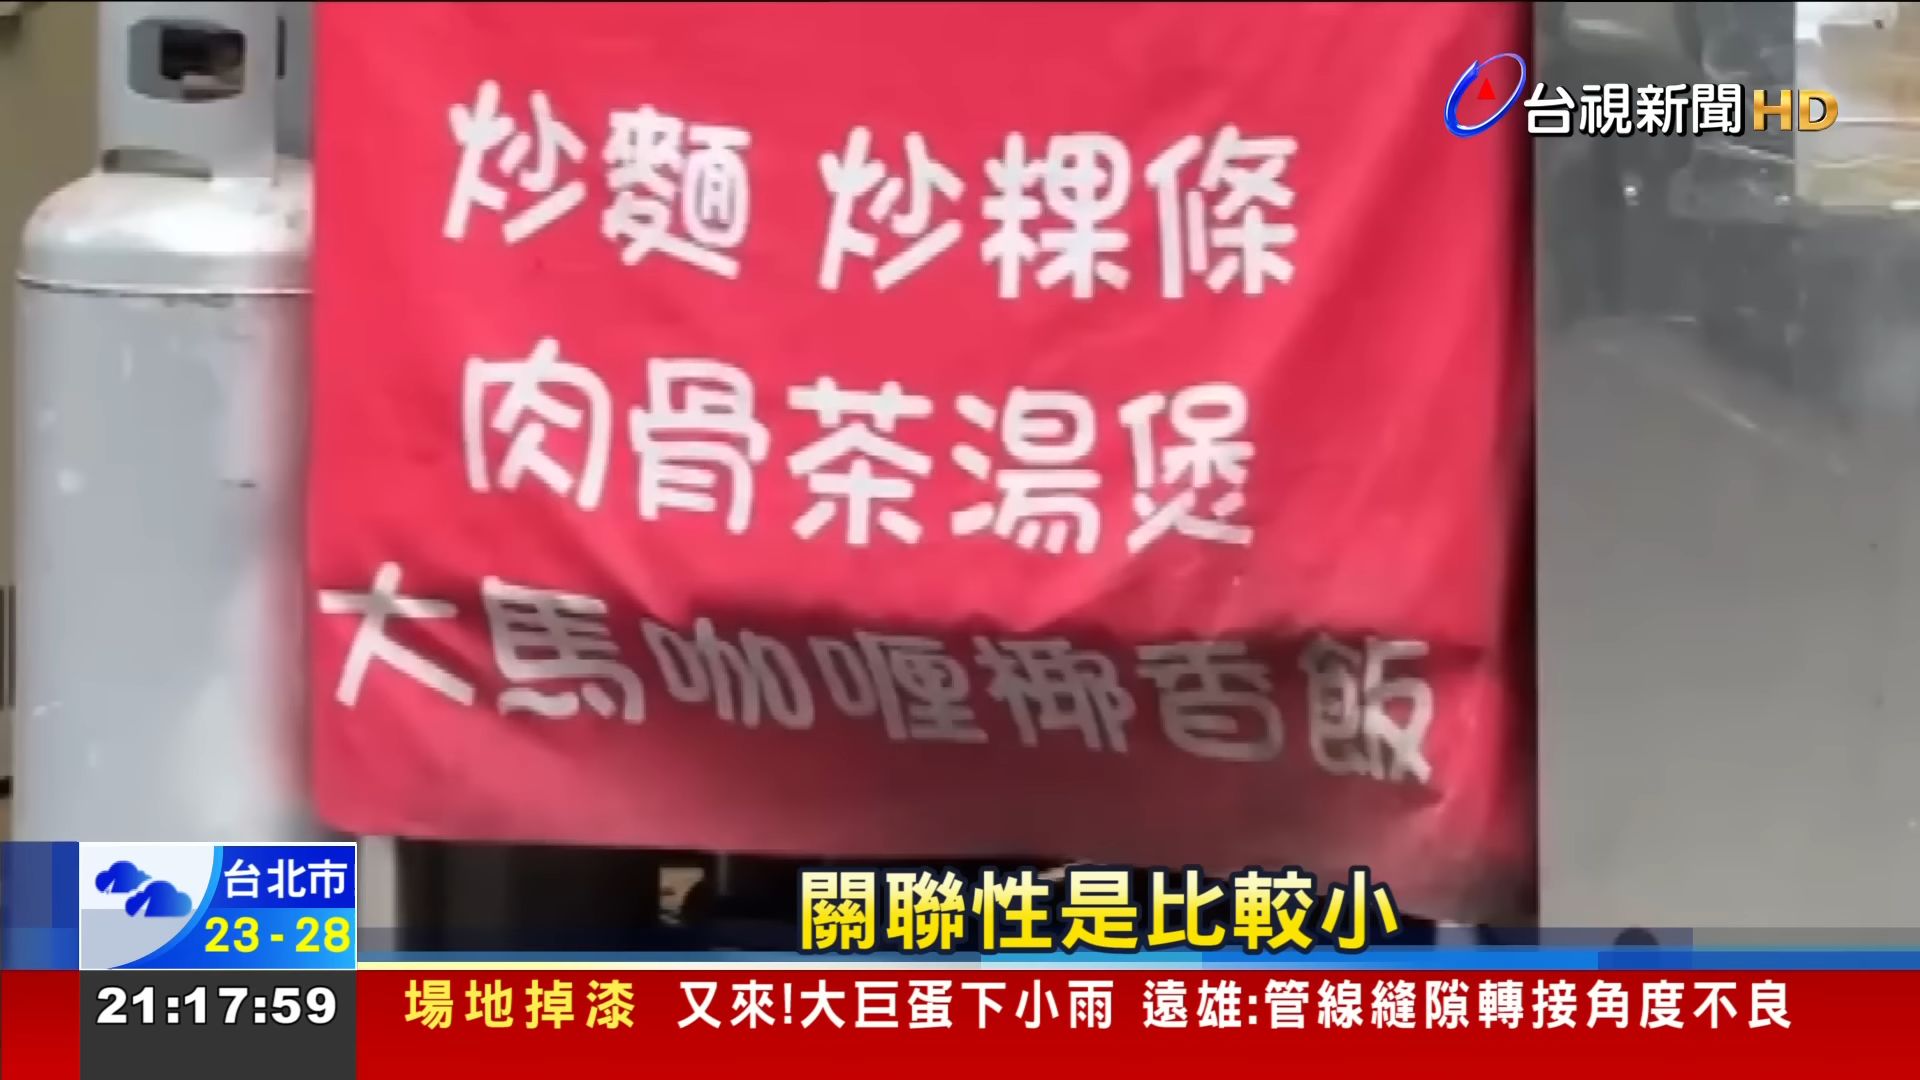 台視新聞HD
炒麵 炒粿條
肉骨茶湯煲
大馬咖喱椰香飯
關聯性是比較小
台北市
23-28
21:17:59
場地掉漆 又來!大巨蛋下小雨 遠雄:管線縫隙轉接角度不良